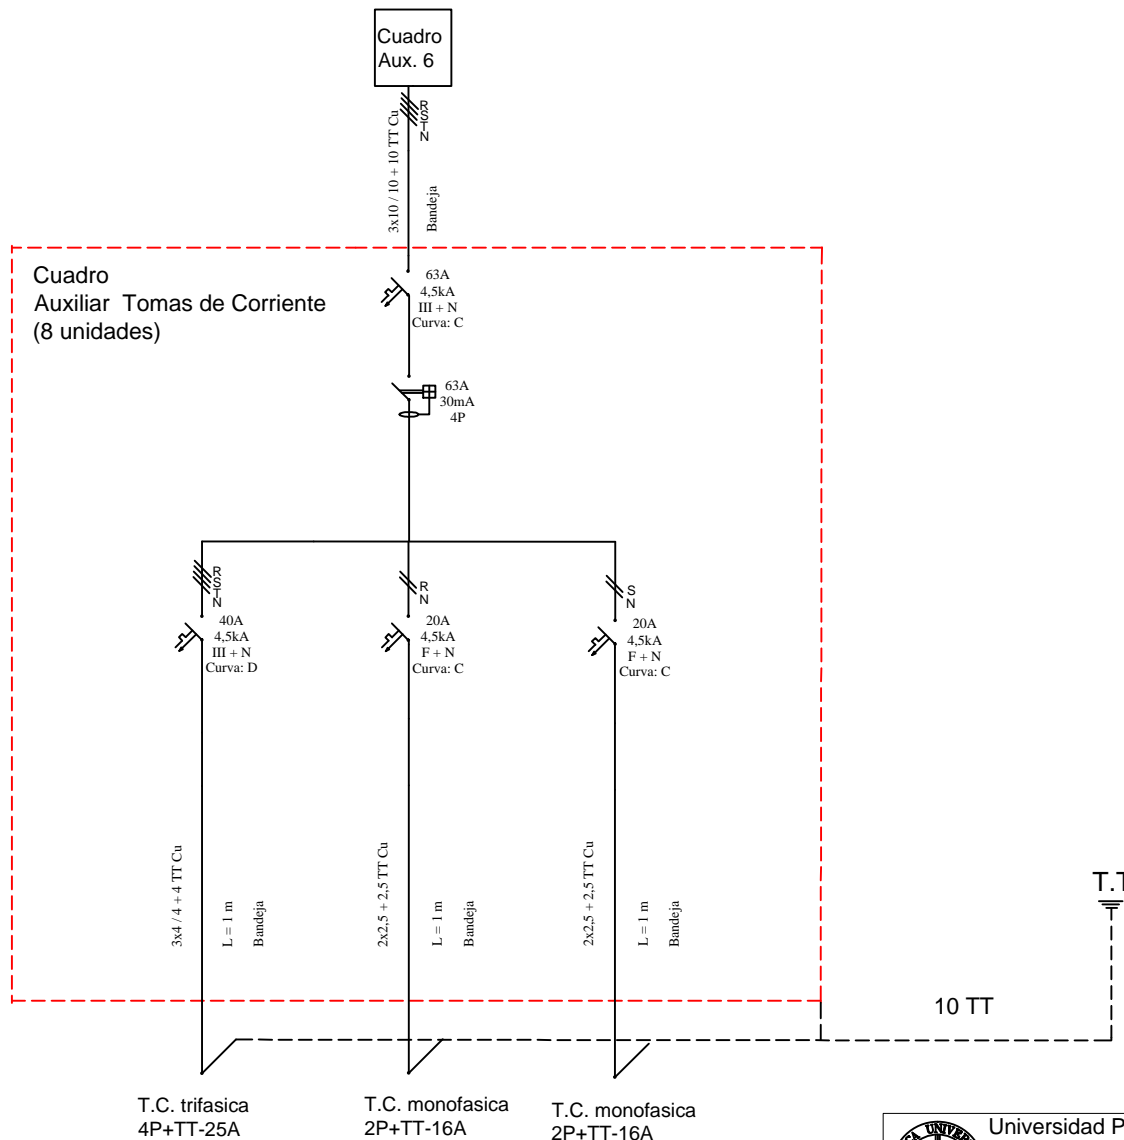 Cuadro
Aux. 6
R
S
T
N
3x10 / 10 + 10 TT Cu
Bandeja
Cuadro
Auxiliar Tomas de Corriente
(8 unidades)
63A
4,5kA
III + N
Curva: C
63A
30mA
4P
R
S
T
N
40A
4,5kA
III + N
Curva: D
R
N
20A
4,5kA
F + N
Curva: C
S
N
20A
4,5kA
F + N
Curva: C
3x4 / 4 + 4 TT Cu
L = 1 m
Bandeja
2x2,5 + 2,5 TT Cu
L = 1 m
Bandeja
2x2,5 + 2,5 TT Cu
L = 1 m
Bandeja
T.T
10 TT
T.C. trifasica
4P+TT-25A
T.C. monofasica
2P+TT-16A
T.C. monofasica
2P+TT-16A
Universidad P